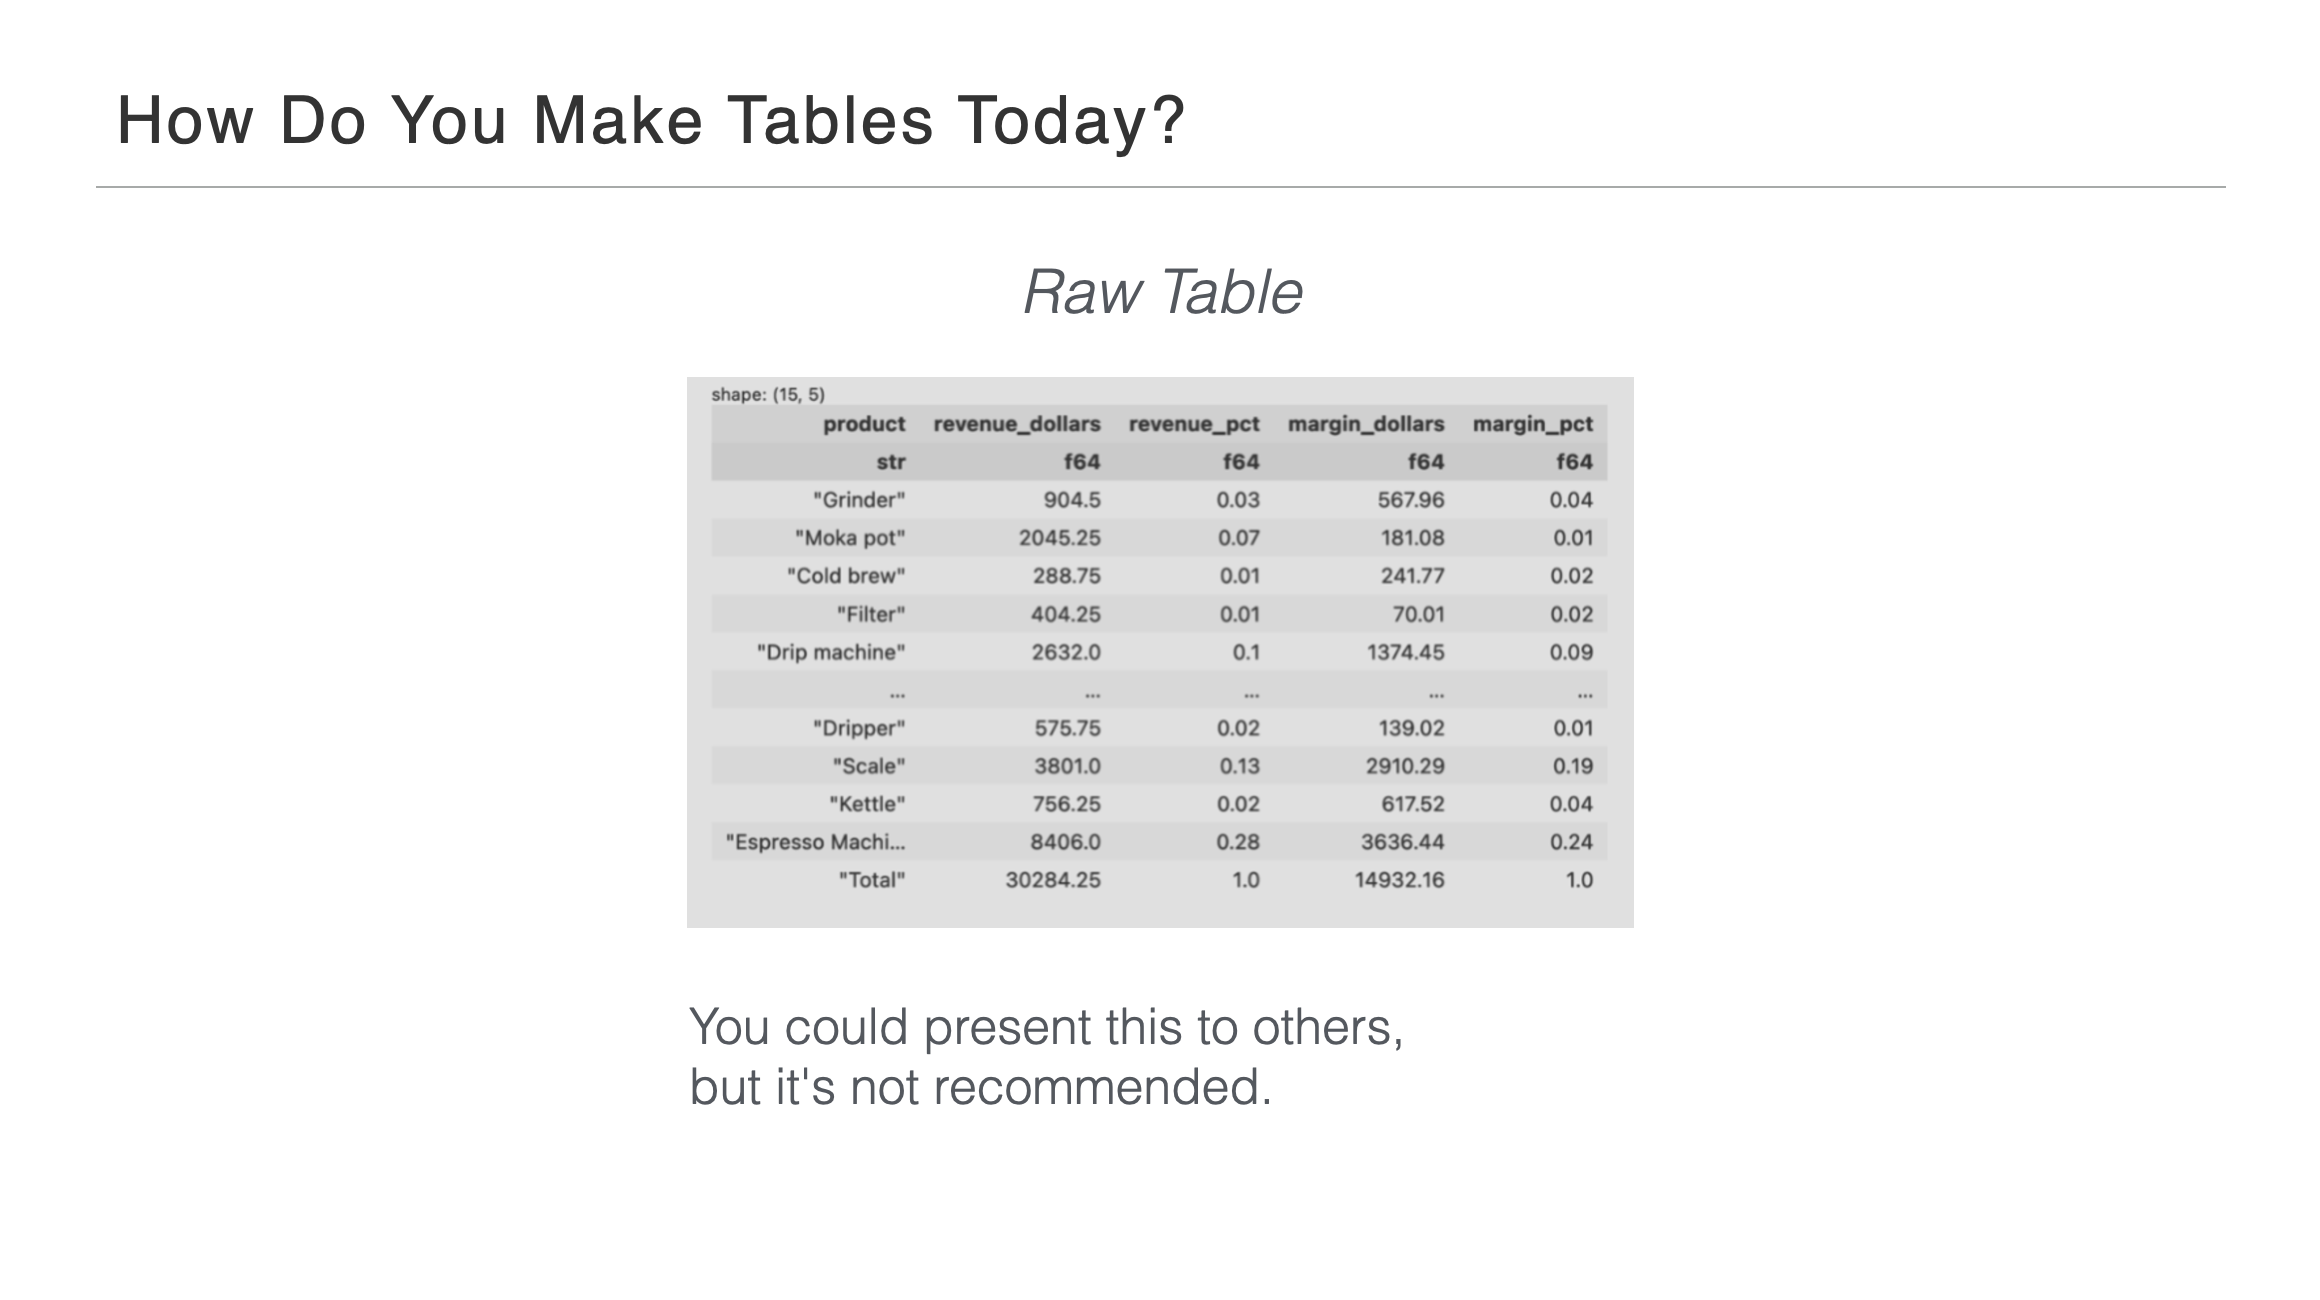 How Do You Make Tables Today?
Raw Table
shape: (15, 5)
product revenue_dollars revenue_pct margin_dollars margin_pct
str f64 f64 f64 f64
"Grinder" 904.5 0.03 567.96 0.04
"Moka pot" 2045.25 0.07 181.08 0.01
"Cold brew" 288.75 0.01 241.77 0.02
"Filter" 404.25 0.01 70.01 0.02
"Drip machine" 2632.0 0.1 1374.45 0.09
... ... ... ... ...
"Dripper" 575.75 0.02 139.02 0.01
"Scale" 3801.0 0.13 2910.29 0.19
"Kettle" 756.25 0.02 617.52 0.04
"Espresso Machi... 8406.0 0.28 3636.44 0.24
"Total" 30284.25 1.0 14932.16 1.0
You could present this to others,
but it's not recommended.